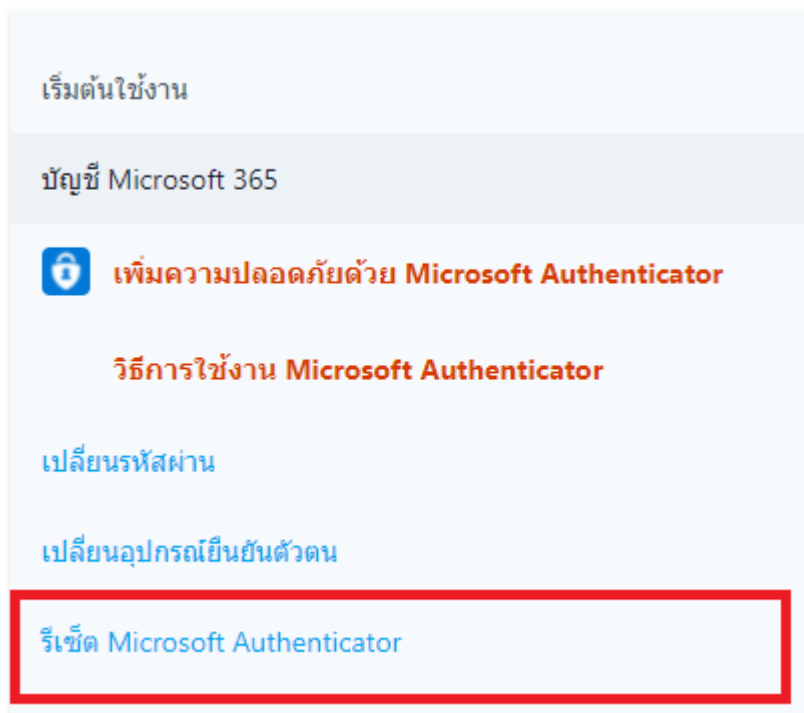 เริ่มต้นใช้งาน
บัญชี Microsoft 365
เพิ่มความปลอดภัยด้วย Microsoft Authenticator
วิธีการใช้งาน Microsoft Authenticator
เปลี่ยนรหัสผ่าน
เปลี่ยนอุปกรณ์ยืนยันตัวตน
รีเซ็ต Microsoft Authenticator